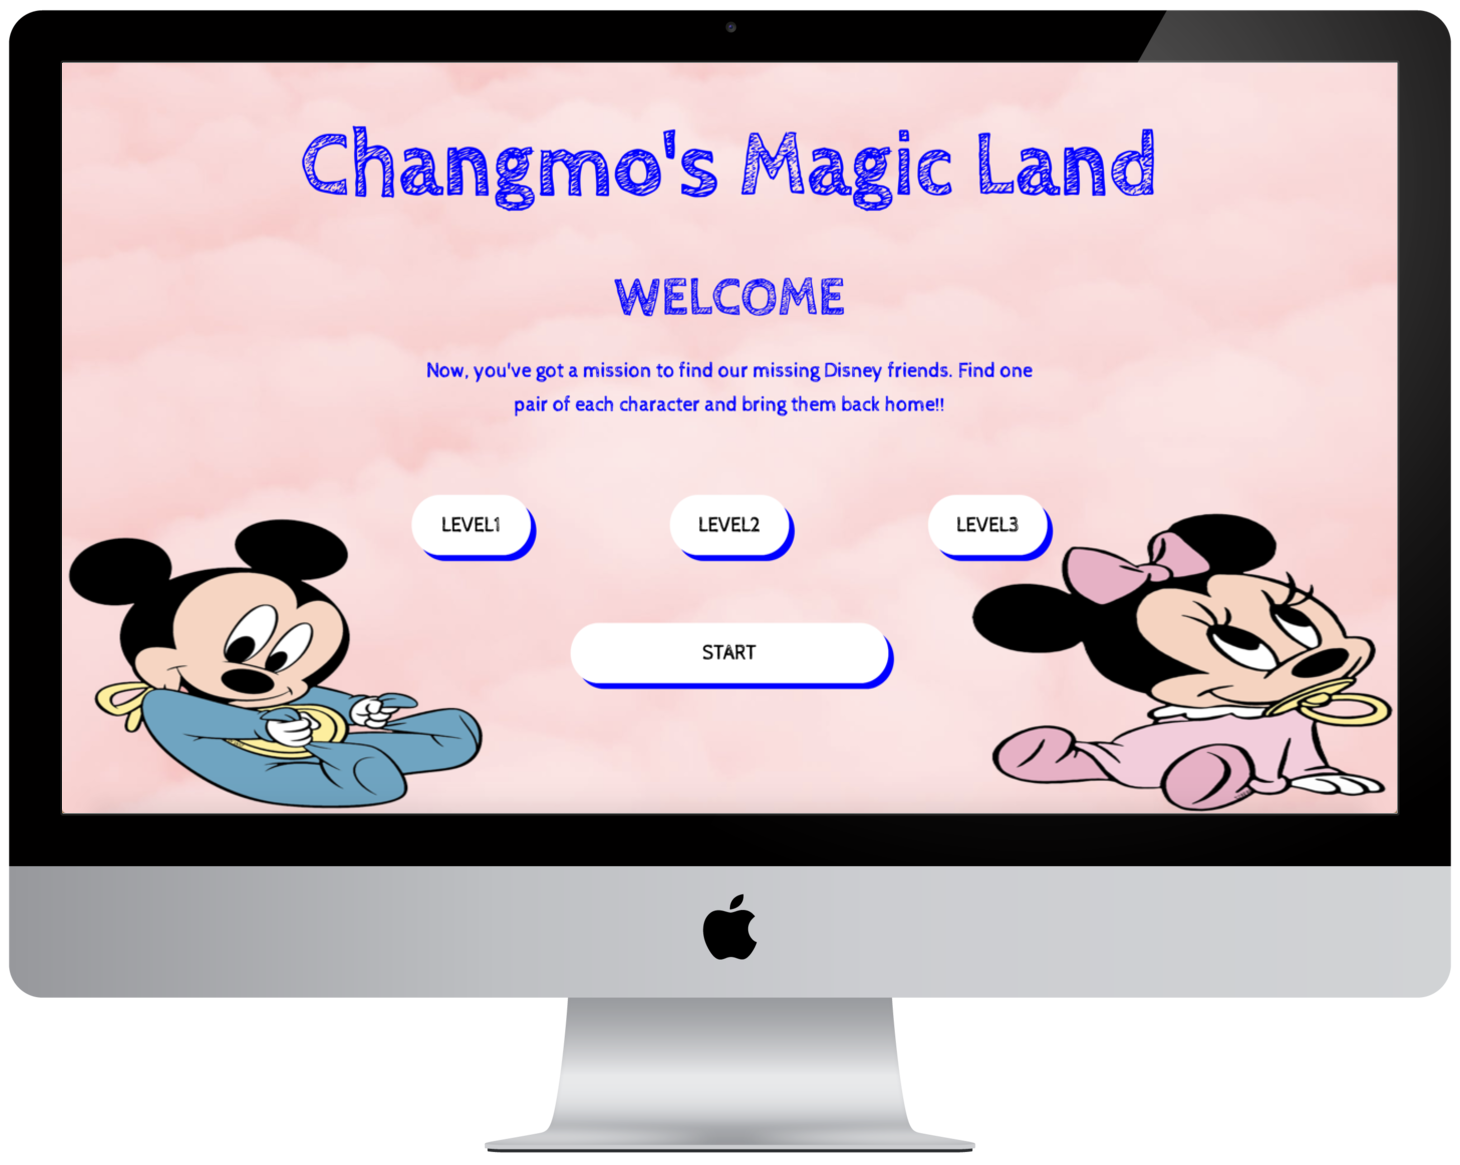 Changmo's Magic Land
WELCOME
Now, you've got a mission to find our missing Disney friends. Find one
pair of each character and bring them back home!!
LEVEL1 LEVEL2 LEVEL3
START